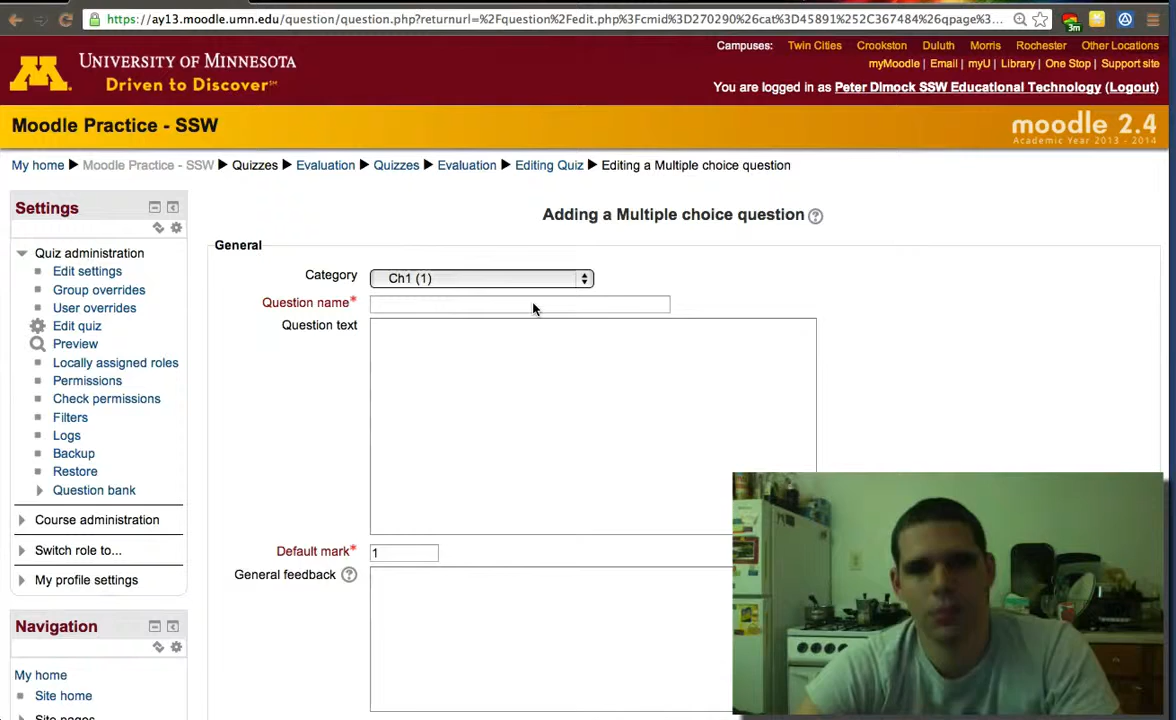 https://ay13.moodle.umn.edu/question/question.php?returnurl=%2Fquestion%2Fedit.php%3Fcmid%3D270290%26cat%3D45891%252C367484%26qpage%3...
3m
UNIVERSITY OF MINNESOTA
Driven to Discover℠
Campuses: Twin Cities Crookston Duluth Morris Rochester Other Locations
myMoodle | Email | myU | Library | One Stop | Support site
You are logged in as Peter Dimock SSW Educational Technology (Logout)
Moodle Practice - SSW
moodle 2.4
Academic Year 2013 - 2014
My home ▶ Moodle Practice - SSW ▶ Quizzes ▶ Evaluation ▶ Quizzes ▶ Evaluation ▶ Editing Quiz ▶ Editing a Multiple choice question
Settings
Quiz administration
Edit settings
Group overrides
User overrides
Edit quiz
Preview
Locally assigned roles
Permissions
Check permissions
Filters
Logs
Backup
Restore
Question bank
Course administration
Switch role to...
My profile settings
Navigation
My home
Site home
Site pages
Adding a Multiple choice question
General
Category Ch1 (1)
Question name*
Question text
Default mark* 1
General feedback